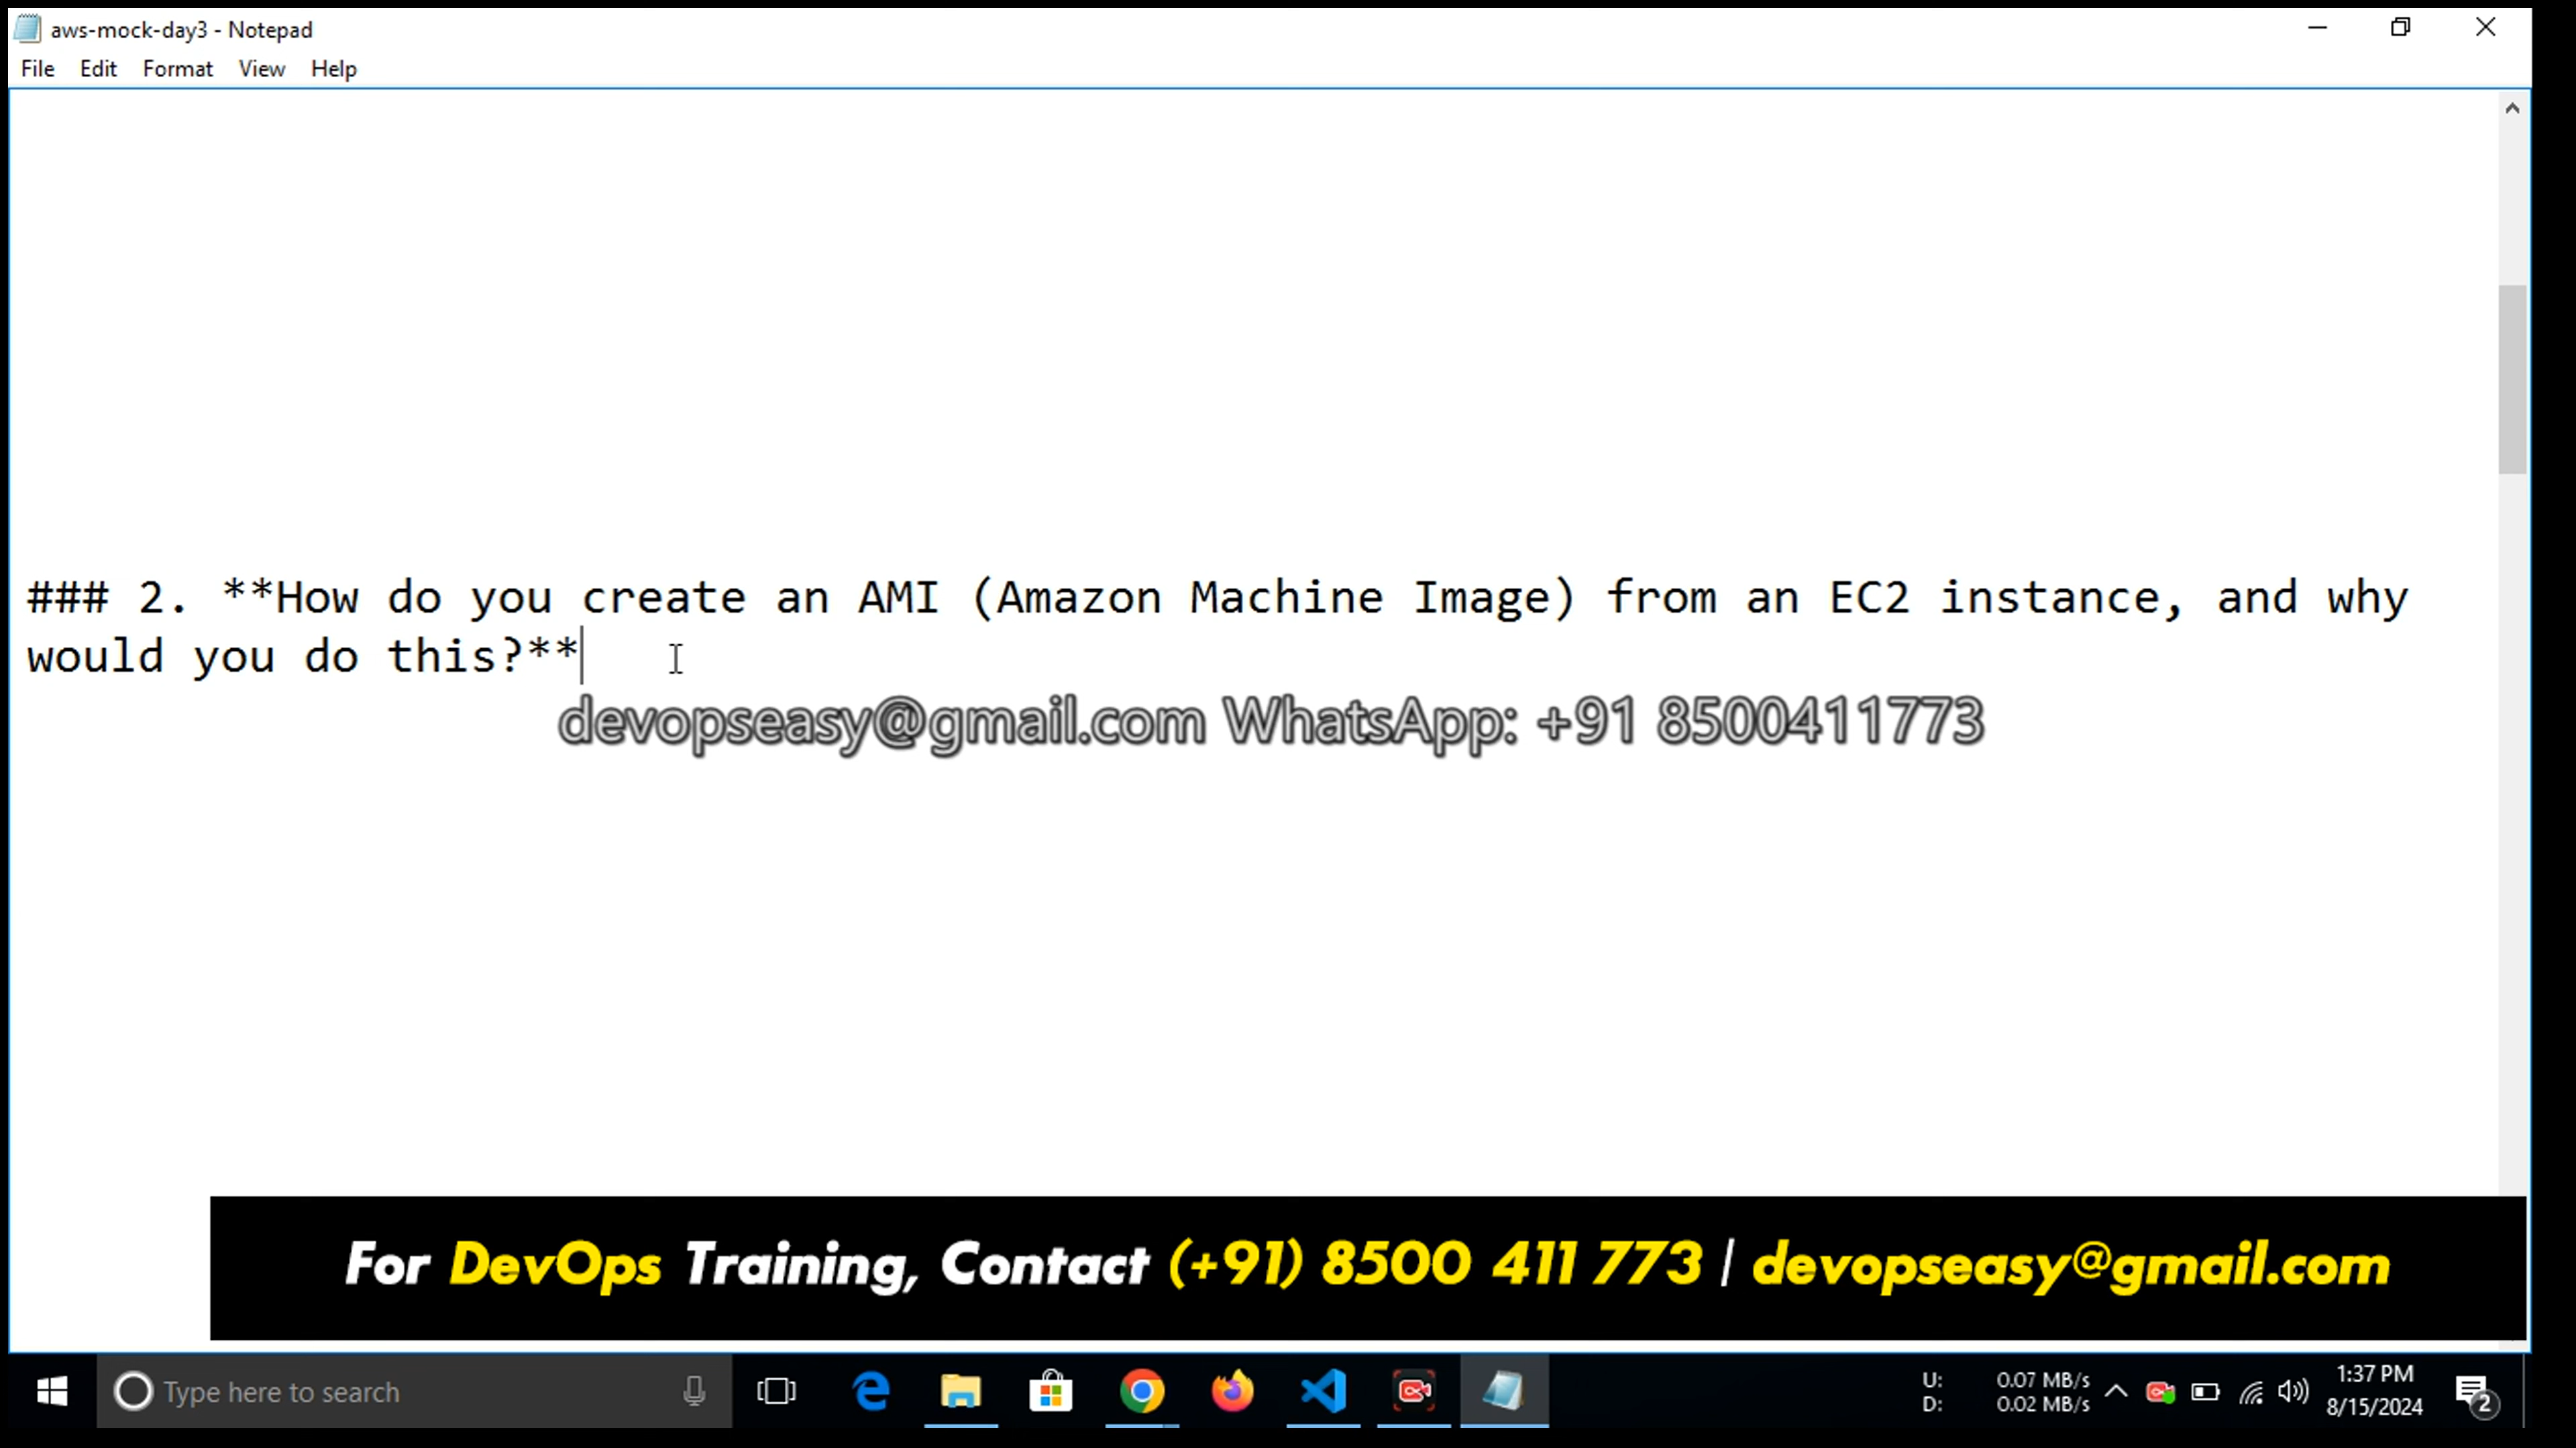 aws-mock-day3 - Notepad
File Edit Format View Help
### 2. **How do you create an AMI (Amazon Machine Image) from an EC2 instance, and why
would you do this?**
devopseasy@gmail.com WhatsApp: +91 8500411773
For DevOps Training, Contact (+91) 8500 411 773 | devopseasy@gmail.com
Type here to search
U: 0.07 MB/s
D: 0.02 MB/s
1:37 PM
8/15/2024
2